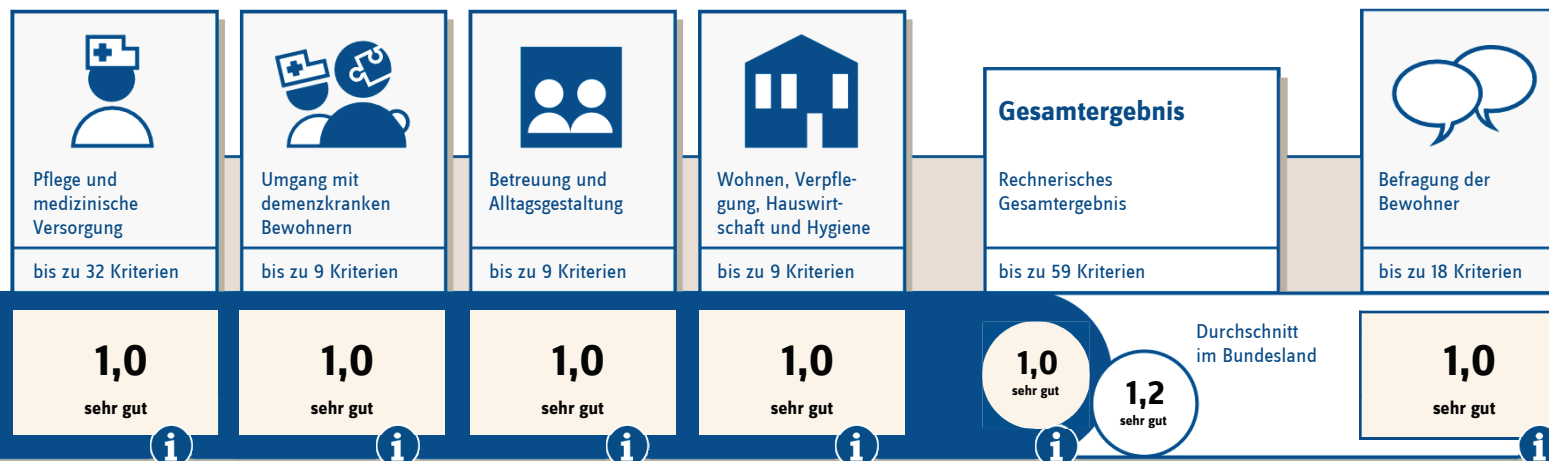 Pflege und
medizinische
Versorgung
bis zu 32 Kriterien
1,0
sehr gut
i
Umgang mit
demenzkranken
Bewohnern
bis zu 9 Kriterien
1,0
sehr gut
i
Betreuung und
Alltagsgestaltung
bis zu 9 Kriterien
1,0
sehr gut
i
Wohnen, Verpfle-
gung, Hauswirt-
schaft und Hygiene
bis zu 9 Kriterien
1,0
sehr gut
i
Gesamtergebnis
Rechnerisches
Gesamtergebnis
bis zu 59 Kriterien
1,0
sehr gut
i
1,2
sehr gut
Durchschnitt
im Bundesland
Befragung der
Bewohner
bis zu 18 Kriterien
1,0
sehr gut
i